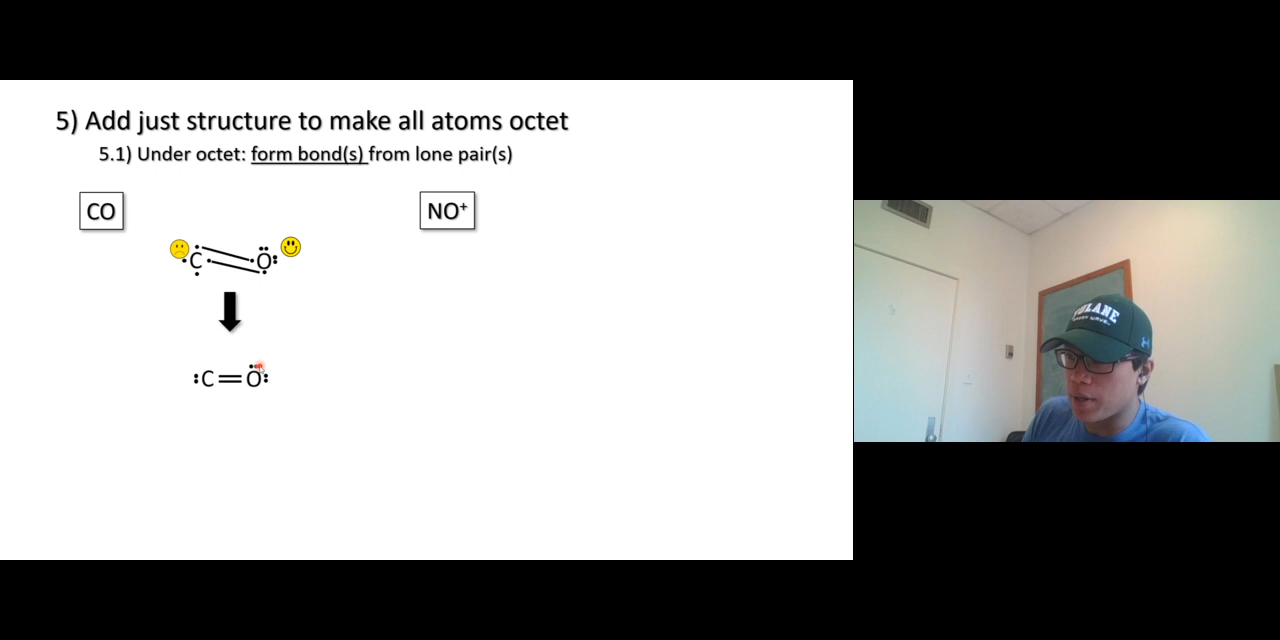 5) Add just structure to make all atoms octet
5.1) Under octet: form bond(s) from lone pair(s)
CO
NO⁺
C O
:C=O:
TULANE